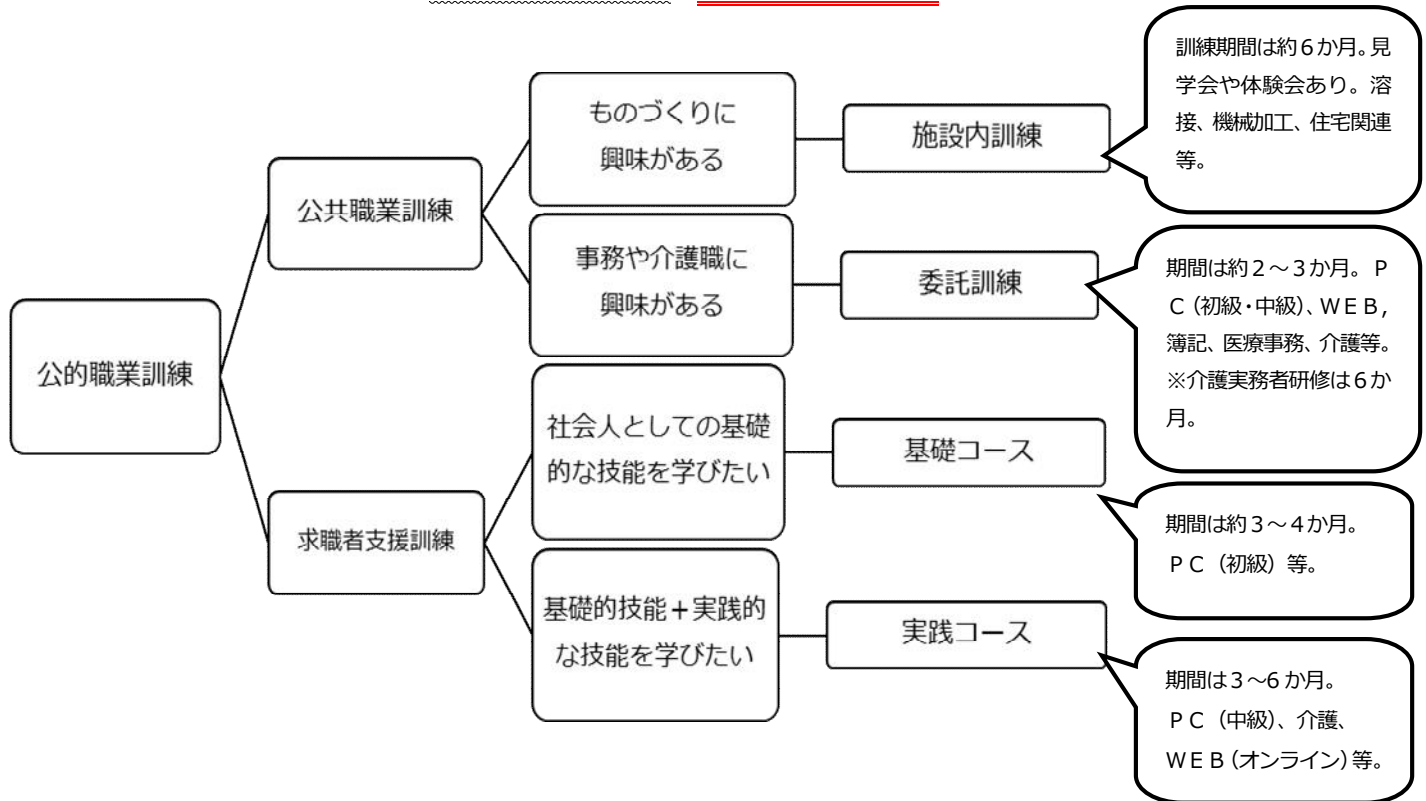 訓練期間は約６か月。見
学会や体験会あり。溶
接、機械加工、住宅関連
等。
ものづくりに
興味がある
施設内訓練
公共職業訓練
事務や介護職に
興味がある
委託訓練
期間は約２～３か月。Ｐ
Ｃ（初級・中級）、ＷＥＢ，
簿記、医療事務、介護等。
※介護実務者研修は６か
月。
公的職業訓練
社会人としての基礎
的な技能を学びたい
基礎コース
期間は約３～４か月。
ＰＣ（初級）等。
求職者支援訓練
基礎的技能＋実践的
な技能を学びたい
実践コース
期間は３～６か月。
ＰＣ（中級）、介護、
ＷＥＢ（オンライン）等。